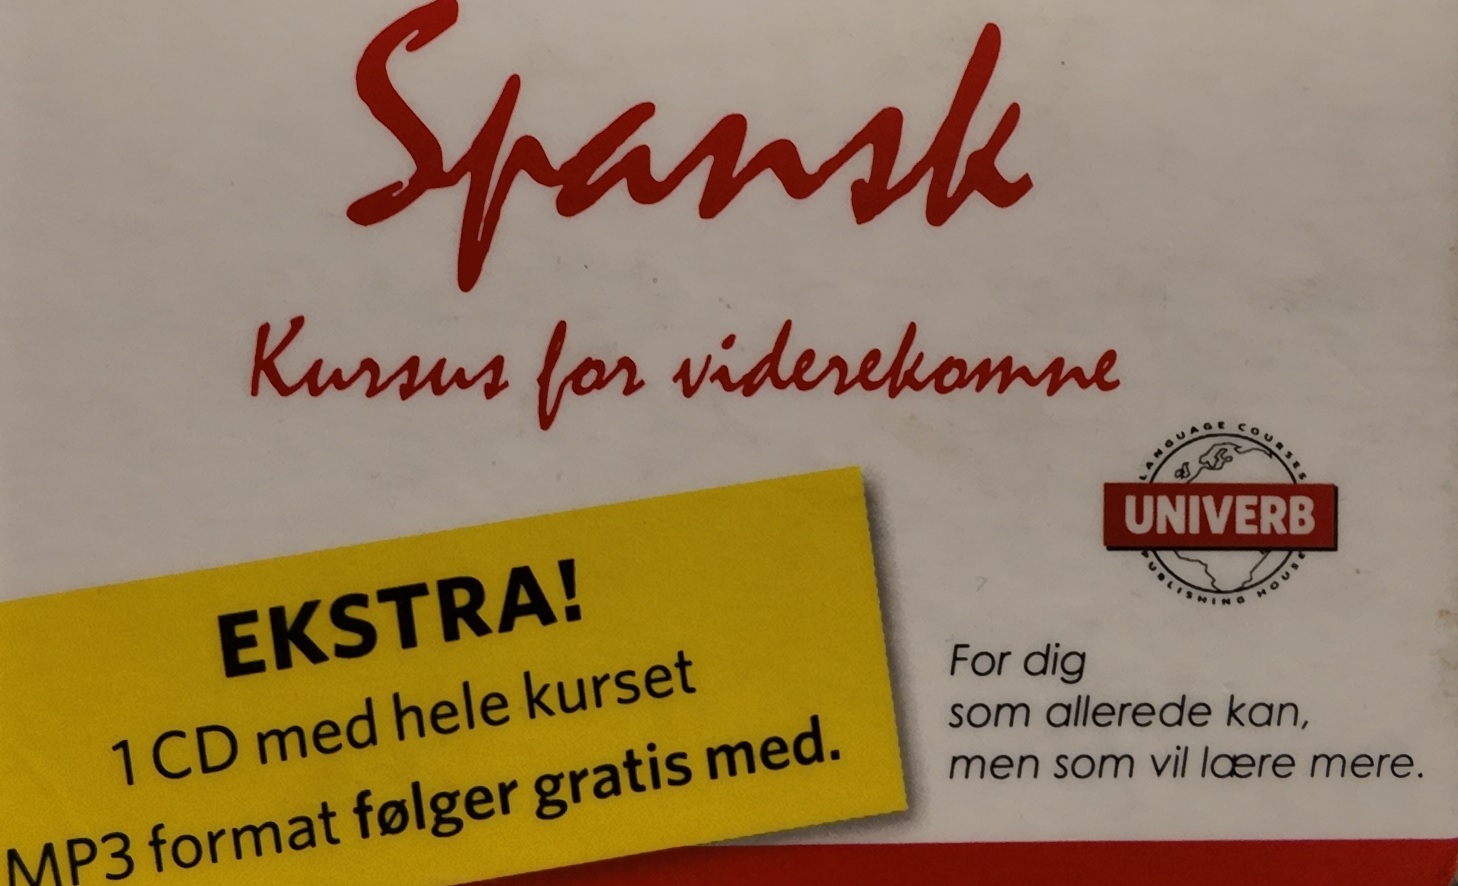 Spansk
Kursus for viderekomne
LANGUAGE COURSES
UNIVERB
PUBLISHING HOUSE
EKSTRA!
1 CD med hele kurset
MP3 format følger gratis med.
For dig
som allerede kan,
men som vil lære mere.